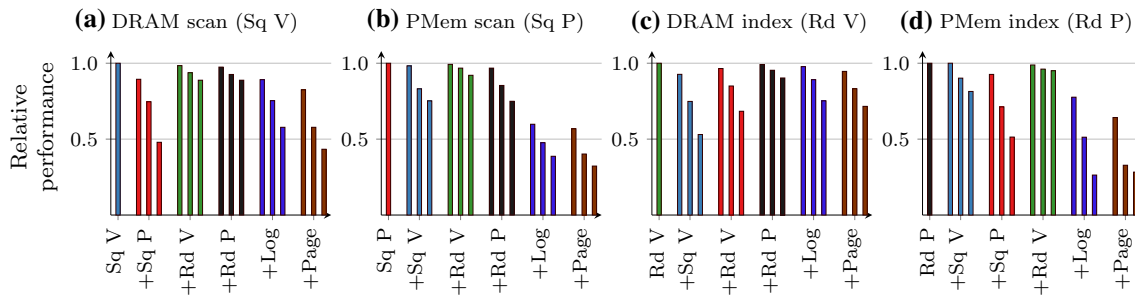 (a) DRAM scan (Sq V)
(b) PMem scan (Sq P)
(c) DRAM index (Rd V)
(d) PMem index (Rd P)
Relative
performance
1.0
0.5
Sq V
+Sq P
+Rd V
+Rd P
+Log
+Page
1.0
0.5
Sq P
+Sq V
+Rd V
+Rd P
+Log
+Page
1.0
0.5
Rd V
+Sq V
+Rd V
+Rd P
+Log
+Page
1.0
0.5
Rd P
+Sq V
+Sq P
+Rd V
+Log
+Page